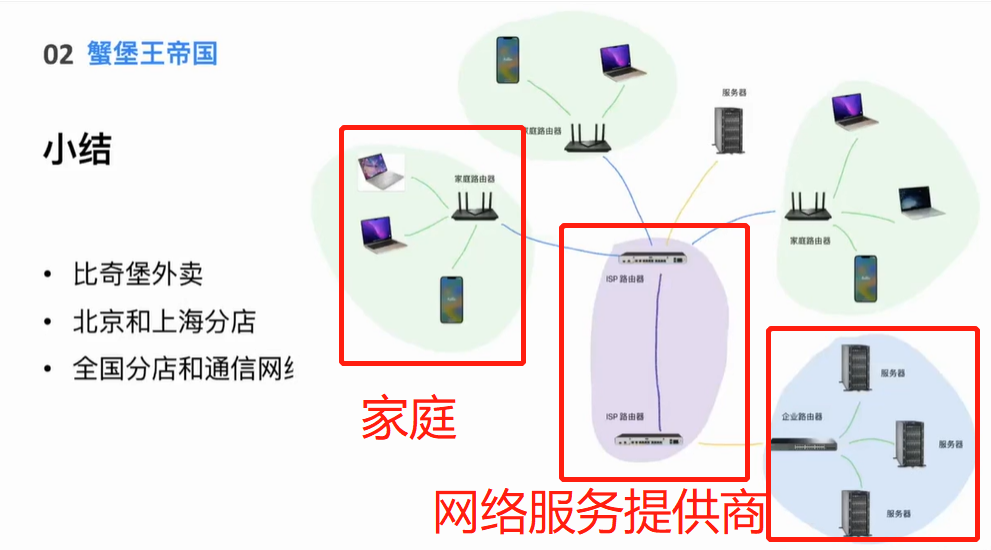 02 蟹堡王帝国
小结
比奇堡外卖
北京和上海分店
全国分店和通信网络
家庭路由器
服务器
家庭路由器
家庭路由器
ISP 路由器
ISP 路由器
企业路由器
服务器
服务器
服务器
家庭
网络服务提供商